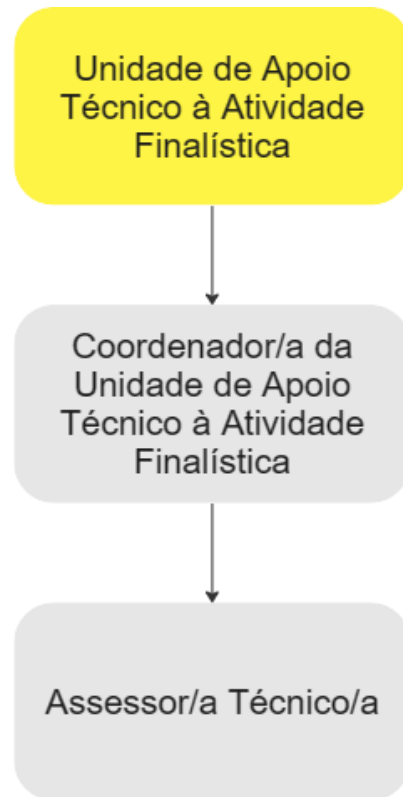 Unidade de Apoio
Técnico à Atividade
Finalística
Coordenador/a da
Unidade de Apoio
Técnico à Atividade
Finalística
Assessor/a Técnico/a